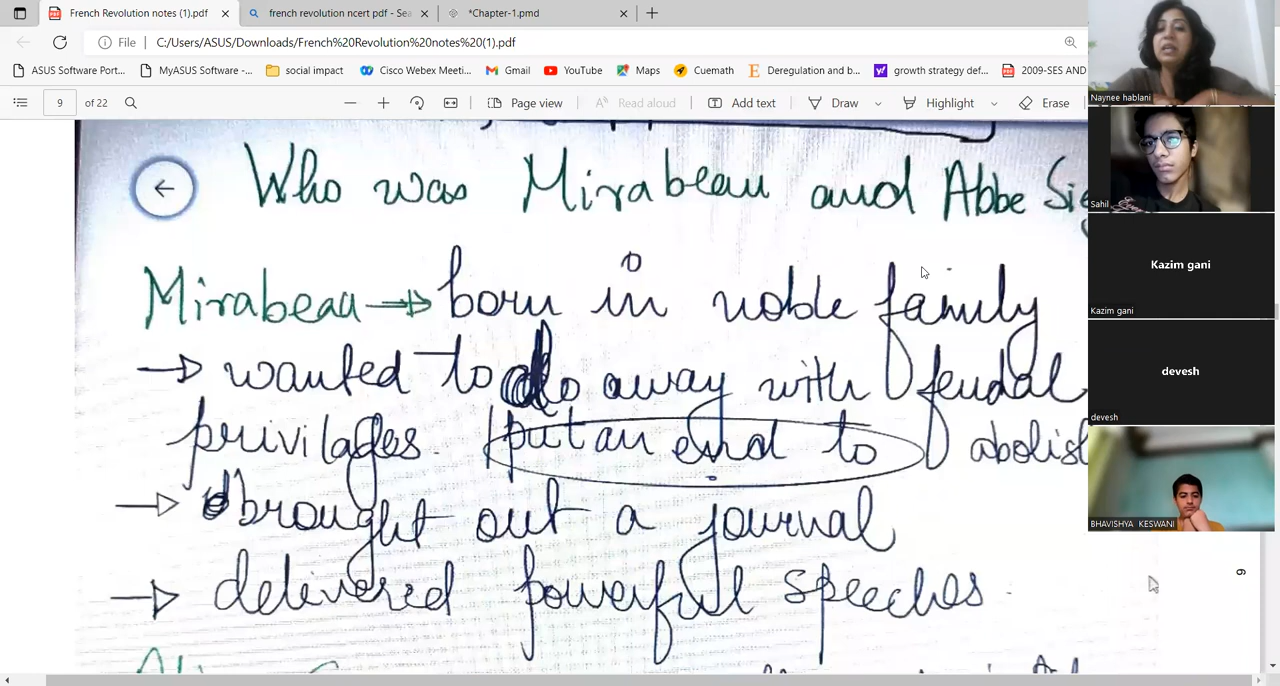 French Revolution notes (1).pdf
french revolution ncert pdf - Sea
*Chapter-1.pmd
File
C:/Users/ASUS/Downloads/French%20Revolution%20notes%20(1).pdf
ASUS Software Port...
MyASUS Software -...
social impact
Cisco Webex Meeti...
Gmail
YouTube
Maps
Cuemath
Deregulation and b...
growth strategy def...
2009-SES AND
9
of 22
Page view
Read aloud
Add text
Draw
Highlight
Erase
Who was Mirabeau and Abbe Sie
Mirabeau → born in noble family
→ wanted to do away with feudal
privilages. put an end to abolish
→ brought out a journal
→ delivered powerful speeches.
9
Naynee hablani
Sahil
Kazim gani
Kazim gani
devesh
devesh
BHAVISHYA KESWANI